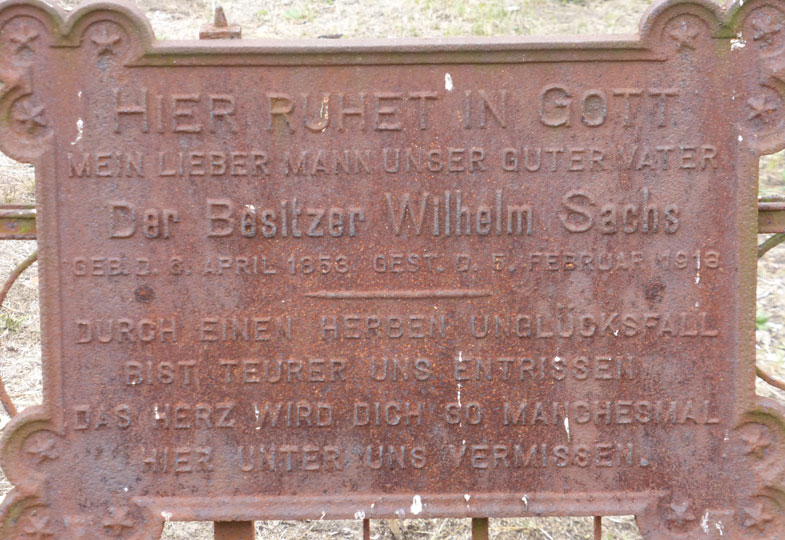 HIER RUHET IN GOTT
MEIN LIEBER MANN UNSER GUTER VATER
Der Besitzer Wilhelm Sachs
GEB. D. 8. APRIL 1853 GEST. D. 5. FEBRUAR 1913
DURCH EINEN HERBEN UNGLÜCKSFALL
BIST TEURER UNS ENTRISSEN
DAS HERZ WIRD DICH SO MANCHESMAL
HIER UNTER UNS VERMISSEN.